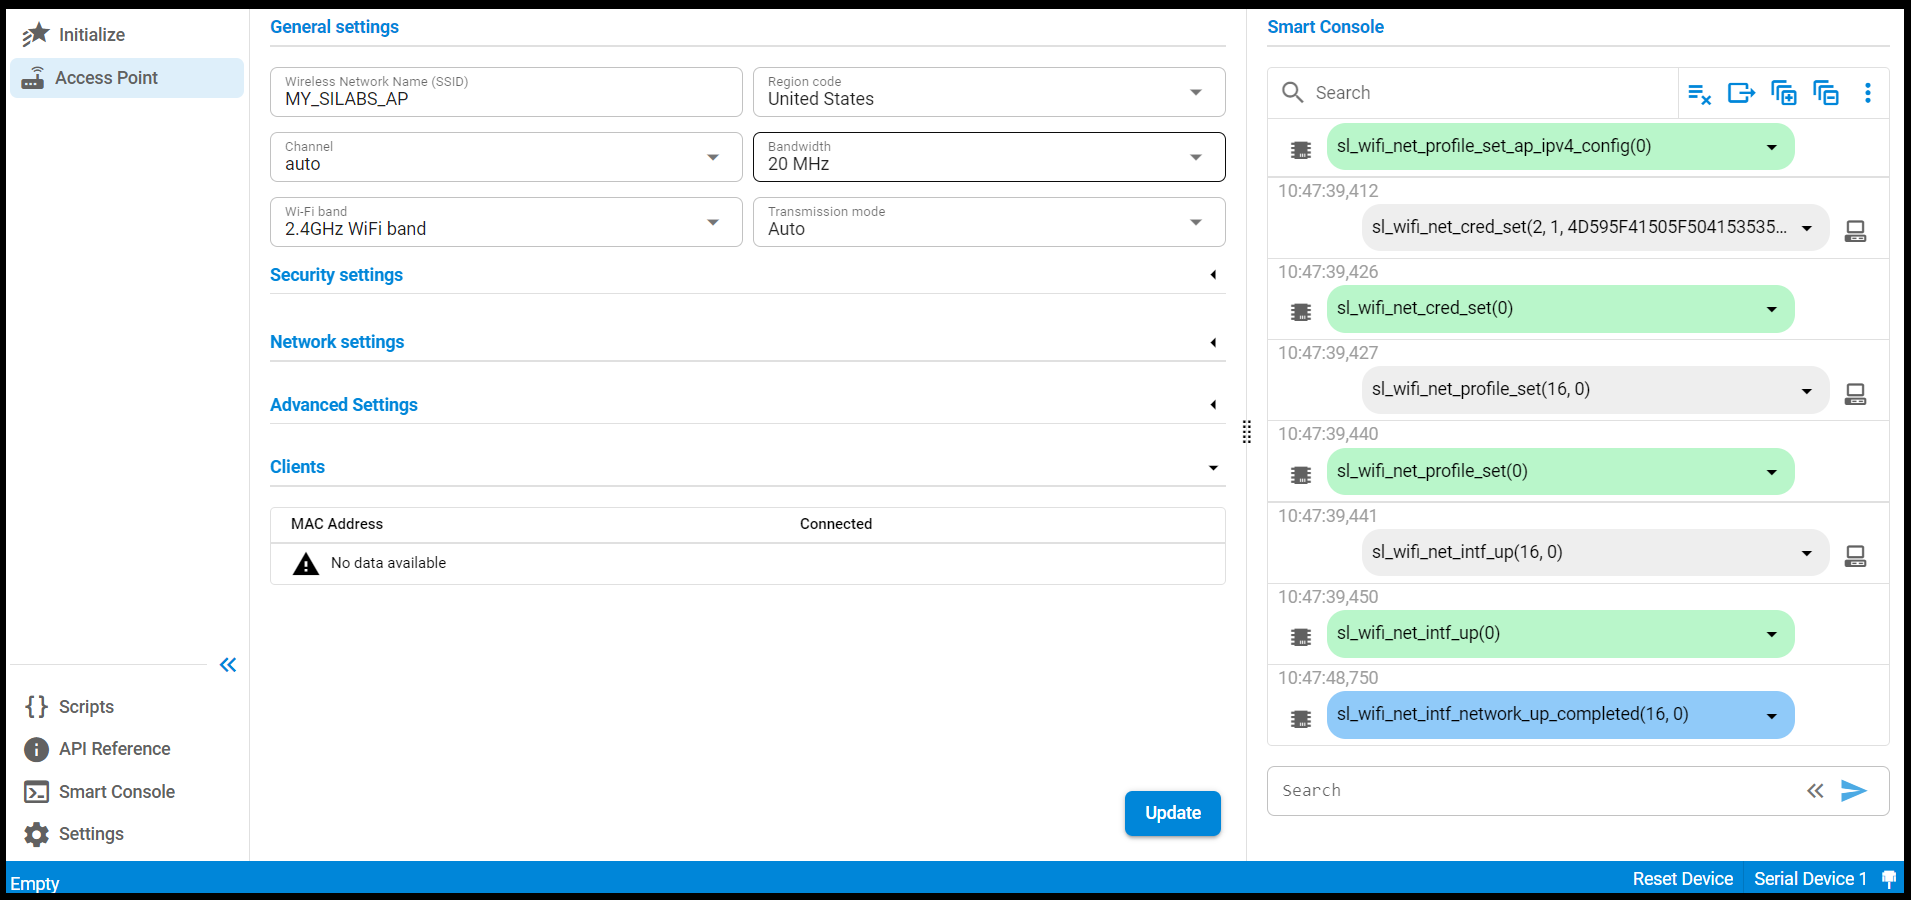 Initialize
Access Point
Scripts
API Reference
Smart Console
Settings
General settings
Wireless Network Name (SSID)
MY_SILABS_AP
Region code
United States
Channel
auto
Bandwidth
20 MHz
Wi-Fi band
2.4GHz WiFi band
Transmission mode
Auto
Security settings
Network settings
Advanced Settings
Clients
MAC Address Connected
No data available
Update
Smart Console
Search
sl_wifi_net_profile_set_ap_ipv4_config(0)
10:47:39,412
sl_wifi_net_cred_set(2, 1, 4D595F41505F504153535...
10:47:39,426
sl_wifi_net_cred_set(0)
10:47:39,427
sl_wifi_net_profile_set(16, 0)
10:47:39,440
sl_wifi_net_profile_set(0)
10:47:39,441
sl_wifi_net_intf_up(16, 0)
10:47:39,450
sl_wifi_net_intf_up(0)
10:47:48,750
sl_wifi_net_intf_network_up_completed(16, 0)
Search
Empty
Reset Device Serial Device 1